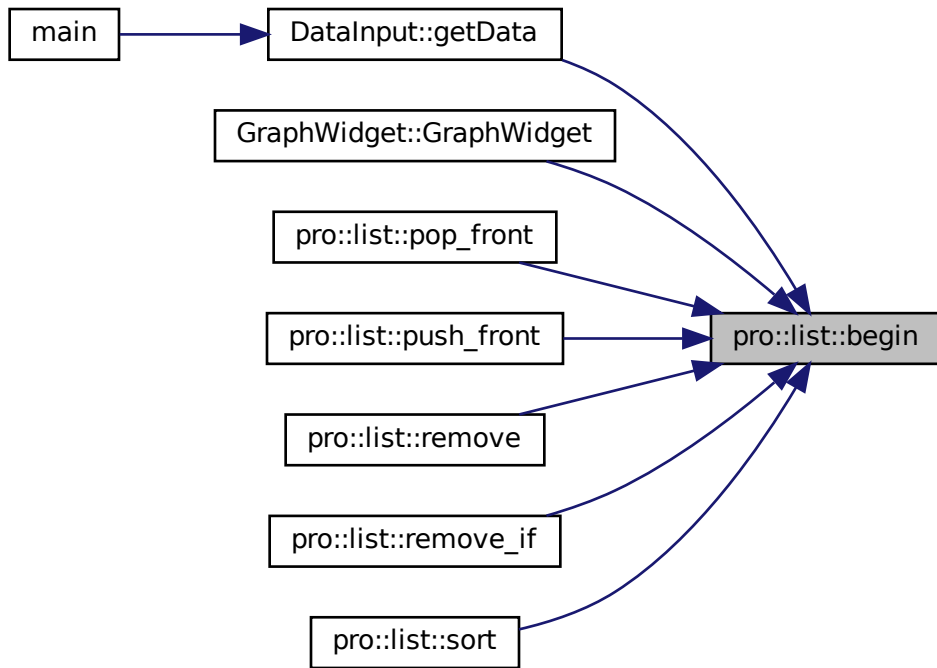 main
DataInput::getData
GraphWidget::GraphWidget
pro::list::pop_front
pro::list::push_front
pro::list::begin
pro::list::remove
pro::list::remove_if
pro::list::sort